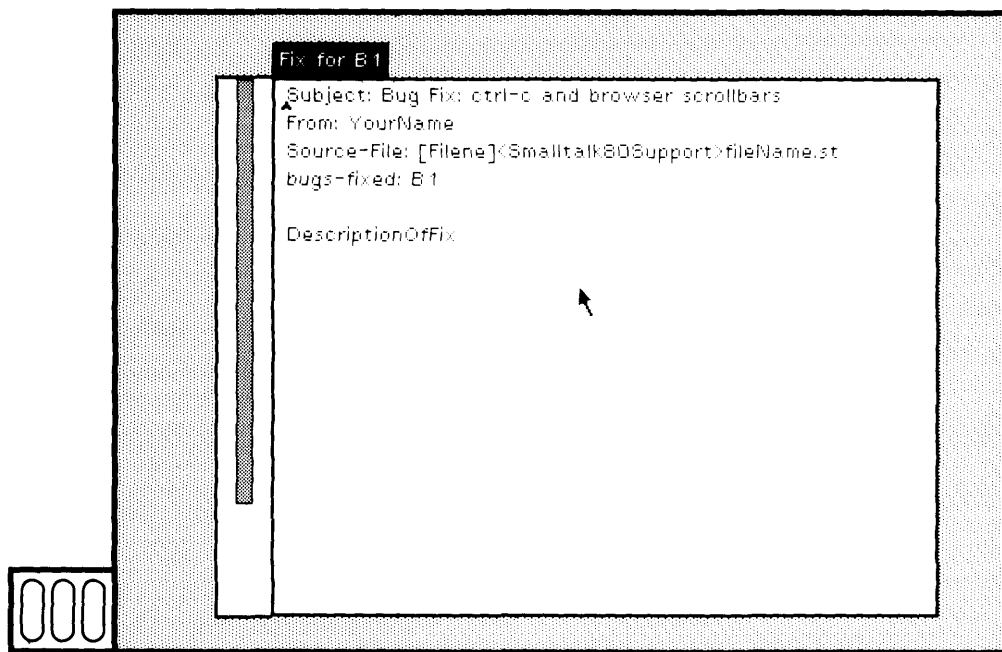 Fix for B1
Subject: Bug Fix: ctrl-c and browser scrollbars
From: YourName
Source-File: [Filene]<Smalltalk80Support>fileName.st
bugs-fixed: B1
DescriptionOfFix